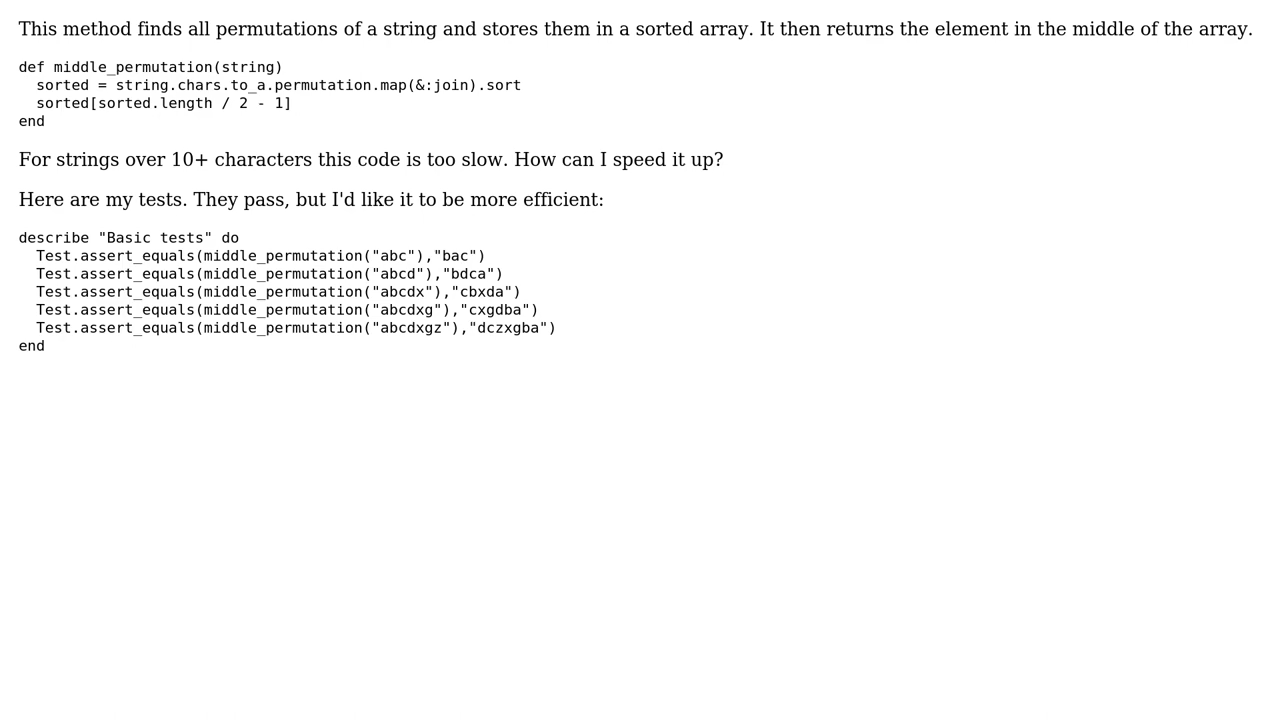 This method finds all permutations of a string and stores them in a sorted array. It then returns the element in the middle of the array.
def middle_permutation(string)
  sorted = string.chars.to_a.permutation.map(&:join).sort
  sorted[sorted.length / 2 - 1]
end
For strings over 10+ characters this code is too slow. How can I speed it up?
Here are my tests. They pass, but I'd like it to be more efficient:
describe "Basic tests" do
  Test.assert_equals(middle_permutation("abc"),"bac")
  Test.assert_equals(middle_permutation("abcd"),"bdca")
  Test.assert_equals(middle_permutation("abcdx"),"cbxda")
  Test.assert_equals(middle_permutation("abcdxg"),"cxgdba")
  Test.assert_equals(middle_permutation("abcdxgz"),"dczxgba")
end